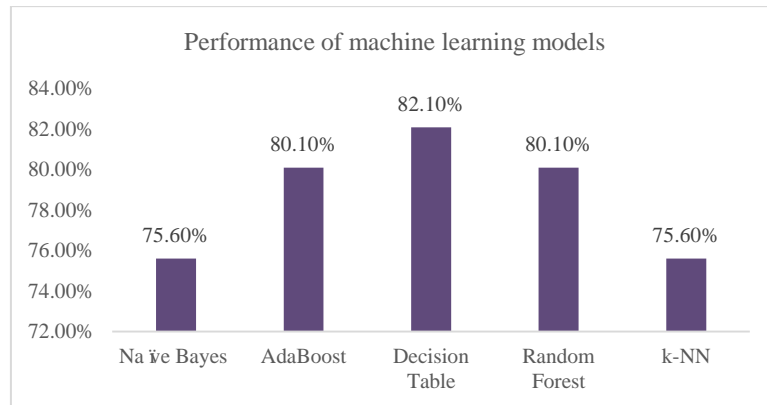 Performance of machine learning models
84.00%
82.00%
80.00%
78.00%
76.00%
74.00%
72.00%
75.60%
80.10%
82.10%
80.10%
75.60%
Naïve Bayes
AdaBoost
Decision
Table
Random
Forest
k-NN